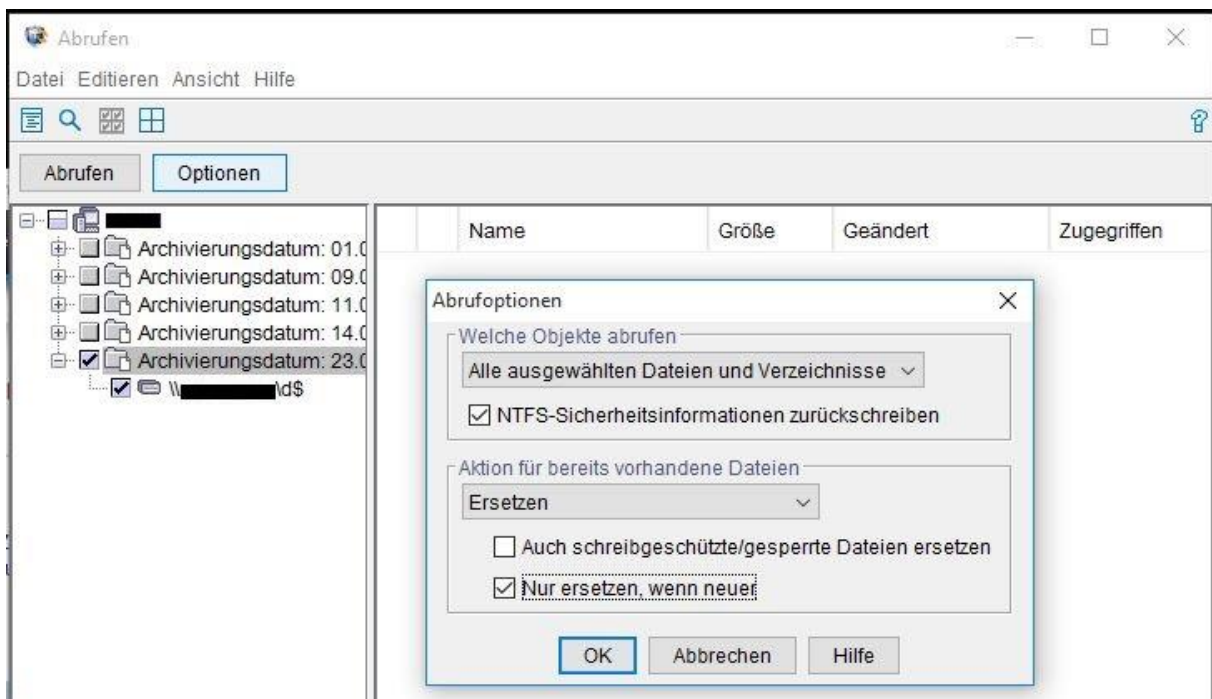 Abrufen
Datei Editieren Ansicht Hilfe
Abrufen Optionen
Archivierungsdatum: 01.0
Archivierungsdatum: 09.0
Archivierungsdatum: 11.0
Archivierungsdatum: 14.0
Archivierungsdatum: 23.0
\\ \d$
Name Größe Geändert Zugegriffen
Abrufoptionen
Welche Objekte abrufen
Alle ausgewählten Dateien und Verzeichnisse
NTFS-Sicherheitsinformationen zurückschreiben
Aktion für bereits vorhandene Dateien
Ersetzen
Auch schreibgeschützte/gesperrte Dateien ersetzen
Nur ersetzen, wenn neuer
OK Abbrechen Hilfe